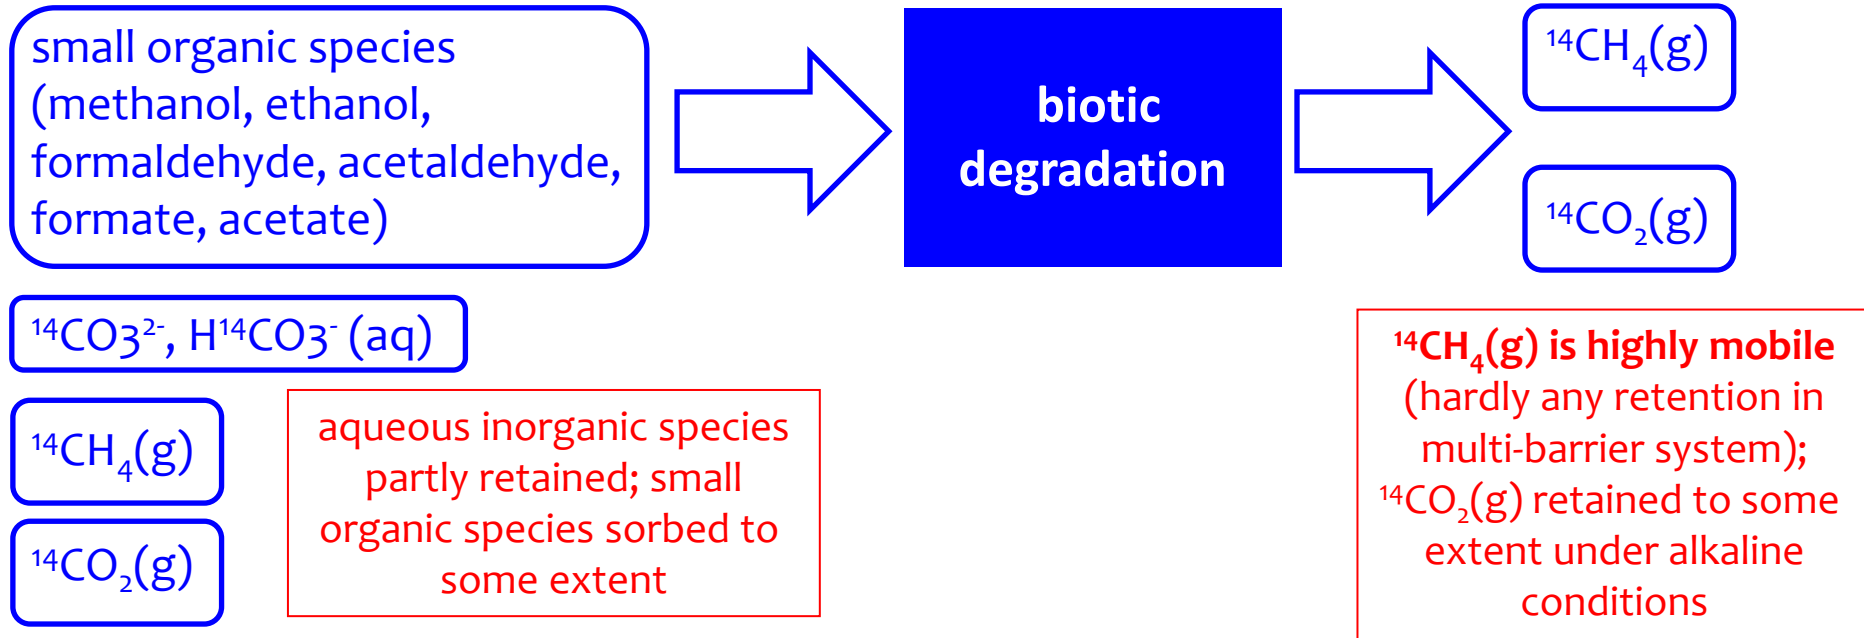 small organic species
(methanol, ethanol,
formaldehyde, acetaldehyde,
formate, acetate)
biotic
degradation
¹⁴CH₄(g)
¹⁴CO₂(g)
¹⁴CO3²⁻, H¹⁴CO3⁻ (aq)
¹⁴CH₄(g)
¹⁴CO₂(g)
aqueous inorganic species
partly retained; small
organic species sorbed to
some extent
¹⁴CH₄(g) is highly mobile
(hardly any retention in
multi-barrier system);
¹⁴CO₂(g) retained to some
extent under alkaline
conditions